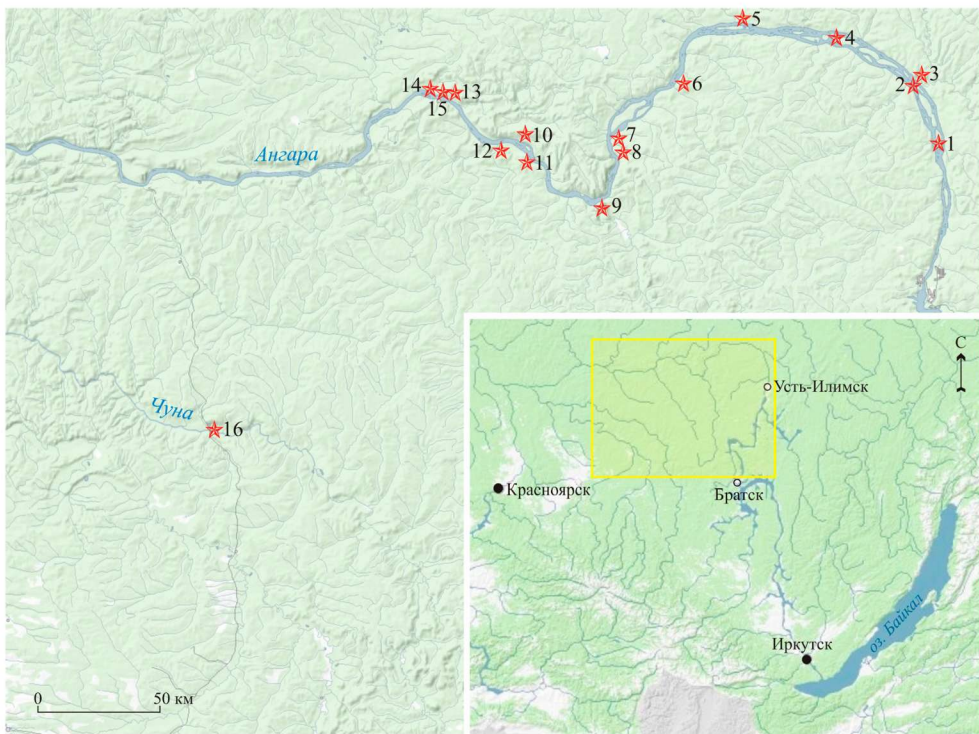 5
4
3
2
1
6
14
15
13
10
12
11
7
8
9
Ангара
Чуна
16
0
50 км
С
Усть-Илимск
Красноярск
Братск
Иркутск
оз. Байкал